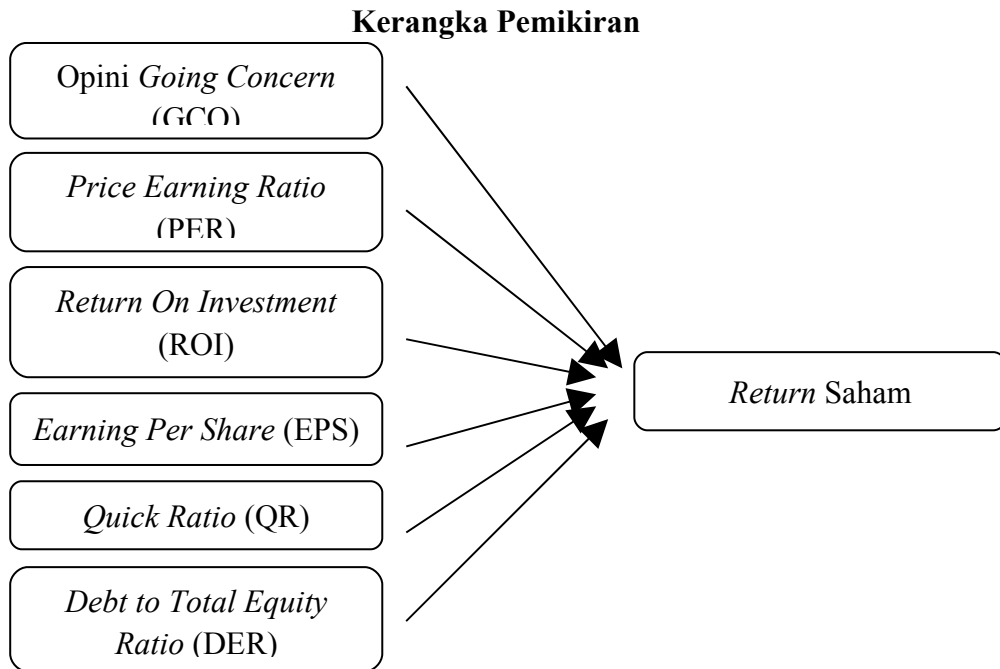 Kerangka Pemikiran
Opini Going Concern
(GCO)
Price Earning Ratio
(PER)
Return On Investment
(ROI)
Earning Per Share (EPS)
Quick Ratio (QR)
Debt to Total Equity
Ratio (DER)
Return Saham